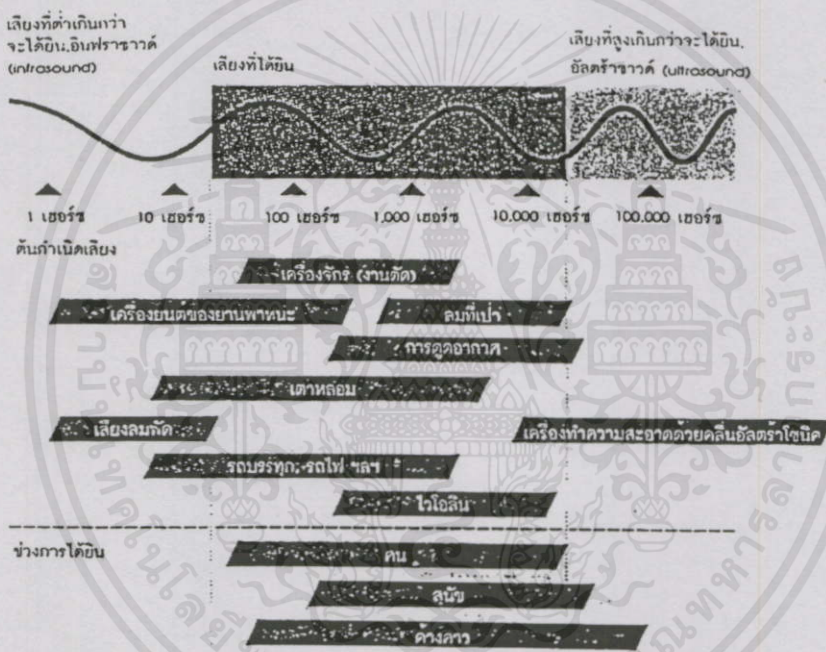 เสียงที่ต่ำเกินกว่า
จะได้ยิน.อินฟราซาวด์
(infrasound)
เสียงที่ได้ยิน
เสียงที่สูงเกินกว่าจะได้ยิน.
อัลตร้าซาวด์ (ultrasound)
1 เฮอร์ซ 10 เฮอร์ซ 100 เฮอร์ซ 1,000 เฮอร์ซ 10,000 เฮอร์ซ 100,000 เฮอร์ซ
ต้นกำเนิดเสียง
เครื่องจักร (งานตัด)
เครื่องยนต์ของยานพาหนะ ลมที่เป่า
การดูดอากาศ
เตาหลอม
เสียงลมพัด เครื่องทำความสะอาดด้วยคลื่นอัลตร้าโซนิค
รถบรรทุก,รถไฟ ฯลฯ
ไวโอลิน
ช่วงการได้ยิน
คน
สุนัข
ค้างคาว